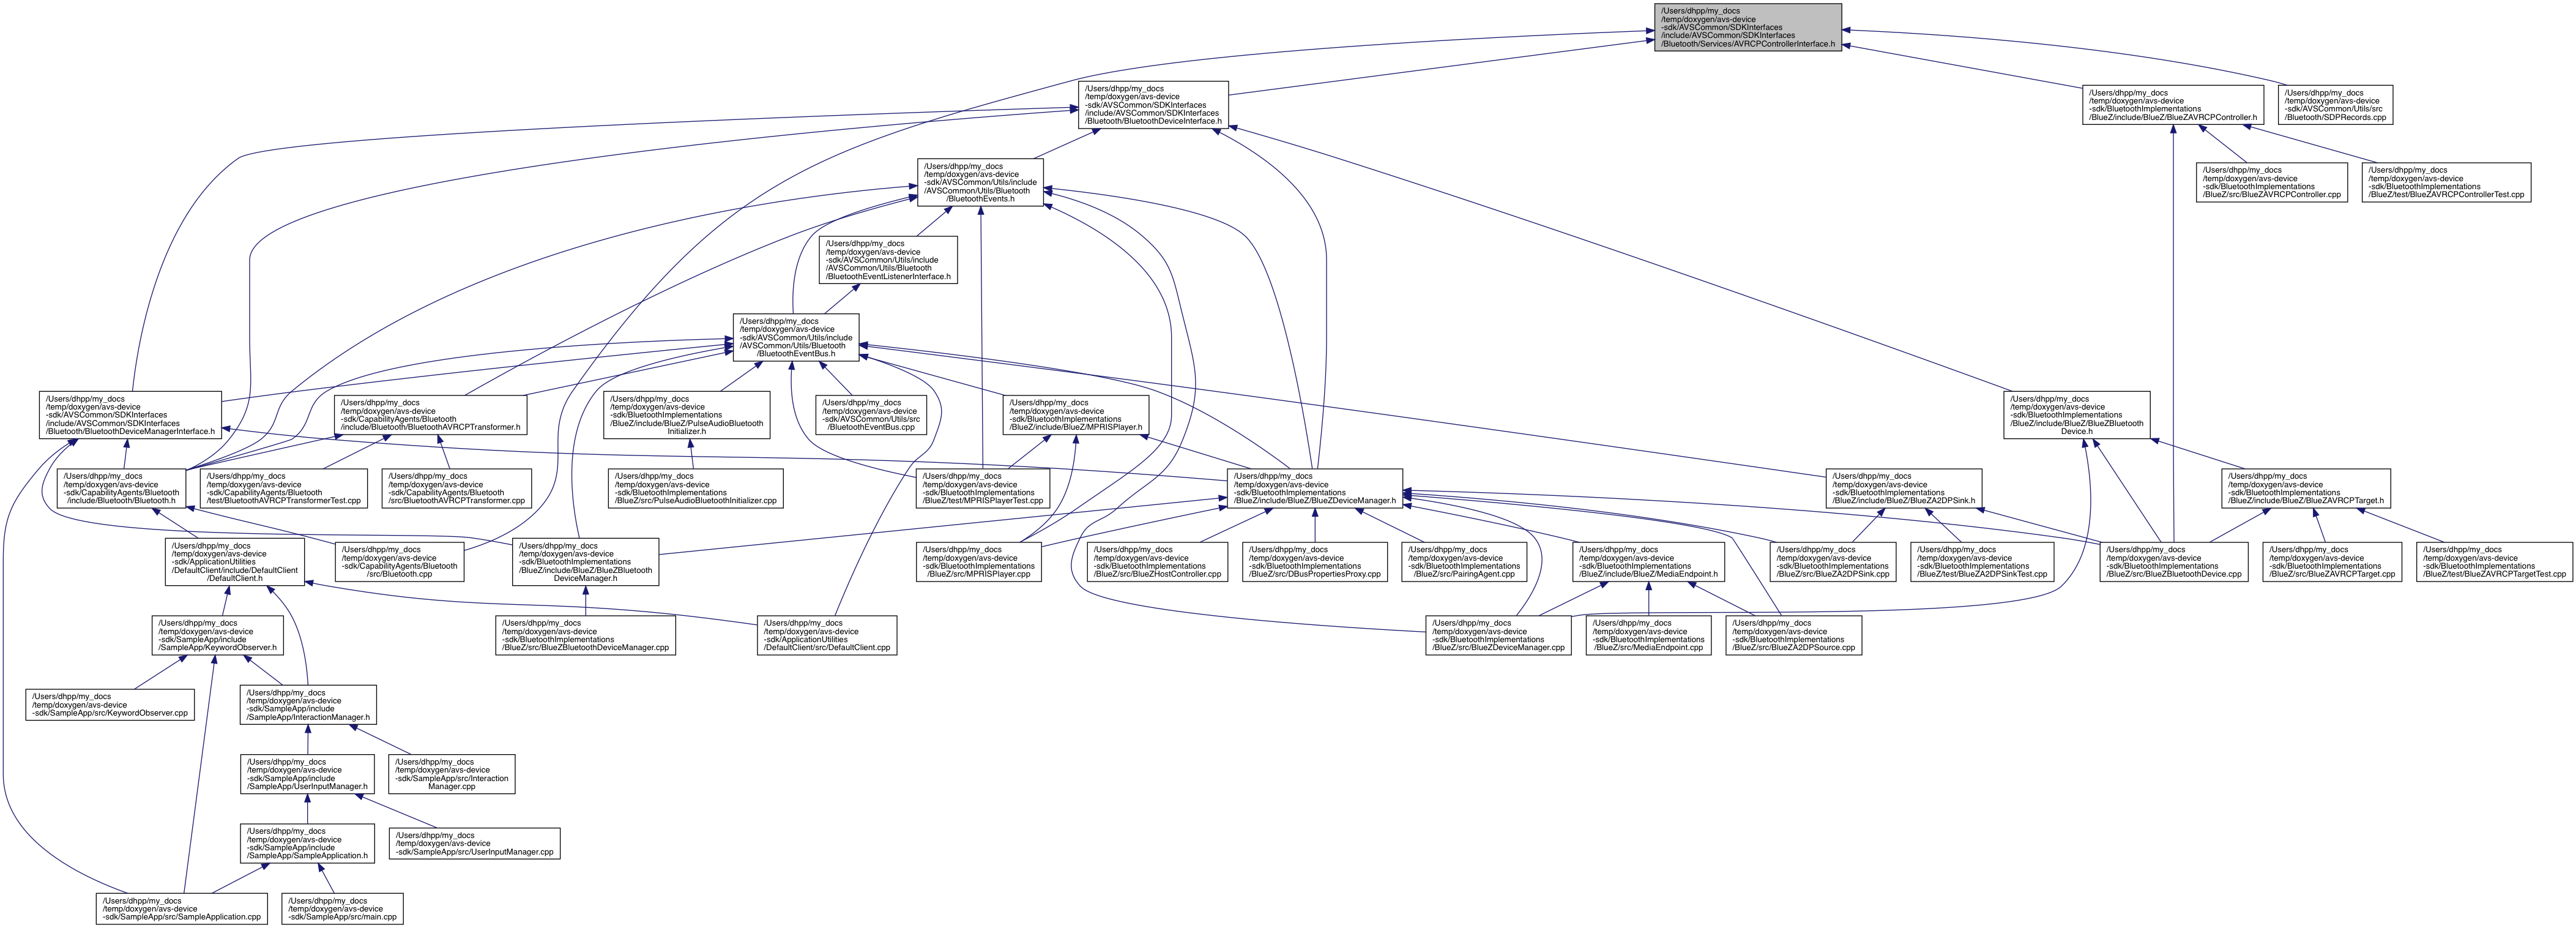 /Users/dhpp/my_docs
/temp/doxygen/avs-device
-sdk/AVSCommon/SDKInterfaces
/include/AVSCommon/SDKInterfaces
/Bluetooth/Services/AVRCPControllerInterface.h
/Users/dhpp/my_docs
/temp/doxygen/avs-device
-sdk/AVSCommon/SDKInterfaces
/include/AVSCommon/SDKInterfaces
/Bluetooth/BluetoothDeviceInterface.h
/Users/dhpp/my_docs
/temp/doxygen/avs-device
-sdk/BluetoothImplementations
/BlueZ/include/BlueZ/BlueZAVRCPController.h
/Users/dhpp/my_docs
/temp/doxygen/avs-device
-sdk/AVSCommon/Utils/src
/Bluetooth/SDPRecords.cpp
/Users/dhpp/my_docs
/temp/doxygen/avs-device
-sdk/AVSCommon/Utils/include
/AVSCommon/Utils/Bluetooth
/BluetoothEvents.h
/Users/dhpp/my_docs
/temp/doxygen/avs-device
-sdk/BluetoothImplementations
/BlueZ/src/BlueZAVRCPController.cpp
/Users/dhpp/my_docs
/temp/doxygen/avs-device
-sdk/BluetoothImplementations
/BlueZ/test/BlueZAVRCPControllerTest.cpp
/Users/dhpp/my_docs
/temp/doxygen/avs-device
-sdk/AVSCommon/Utils/include
/AVSCommon/Utils/Bluetooth
/BluetoothEventListenerInterface.h
/Users/dhpp/my_docs
/temp/doxygen/avs-device
-sdk/AVSCommon/Utils/include
/AVSCommon/Utils/Bluetooth
/BluetoothEventBus.h
/Users/dhpp/my_docs
/temp/doxygen/avs-device
-sdk/AVSCommon/SDKInterfaces
/include/AVSCommon/SDKInterfaces
/Bluetooth/BluetoothDeviceManagerInterface.h
/Users/dhpp/my_docs
/temp/doxygen/avs-device
-sdk/CapabilityAgents/Bluetooth
/include/Bluetooth/BluetoothAVRCPTransformer.h
/Users/dhpp/my_docs
/temp/doxygen/avs-device
-sdk/BluetoothImplementations
/BlueZ/include/BlueZ/PulseAudioBluetooth
Initializer.h
/Users/dhpp/my_docs
/temp/doxygen/avs-device
-sdk/AVSCommon/Utils/src
/BluetoothEventBus.cpp
/Users/dhpp/my_docs
/temp/doxygen/avs-device
-sdk/BluetoothImplementations
/BlueZ/include/BlueZ/MPRISPlayer.h
/Users/dhpp/my_docs
/temp/doxygen/avs-device
-sdk/BluetoothImplementations
/BlueZ/include/BlueZ/BlueZBluetooth
Device.h
/Users/dhpp/my_docs
/temp/doxygen/avs-device
-sdk/CapabilityAgents/Bluetooth
/include/Bluetooth/Bluetooth.h
/Users/dhpp/my_docs
/temp/doxygen/avs-device
-sdk/CapabilityAgents/Bluetooth
/test/BluetoothAVRCPTransformerTest.cpp
/Users/dhpp/my_docs
/temp/doxygen/avs-device
-sdk/CapabilityAgents/Bluetooth
/src/BluetoothAVRCPTransformer.cpp
/Users/dhpp/my_docs
/temp/doxygen/avs-device
-sdk/BluetoothImplementations
/BlueZ/src/PulseAudioBluetoothInitializer.cpp
/Users/dhpp/my_docs
/temp/doxygen/avs-device
-sdk/BluetoothImplementations
/BlueZ/test/MPRISPlayerTest.cpp
/Users/dhpp/my_docs
/temp/doxygen/avs-device
-sdk/BluetoothImplementations
/BlueZ/include/BlueZ/BlueZDeviceManager.h
/Users/dhpp/my_docs
/temp/doxygen/avs-device
-sdk/BluetoothImplementations
/BlueZ/include/BlueZ/BlueZA2DPSink.h
/Users/dhpp/my_docs
/temp/doxygen/avs-device
-sdk/BluetoothImplementations
/BlueZ/include/BlueZ/BlueZAVRCPTarget.h
/Users/dhpp/my_docs
/temp/doxygen/avs-device
-sdk/ApplicationUtilities
/DefaultClient/include/DefaultClient
/DefaultClient.h
/Users/dhpp/my_docs
/temp/doxygen/avs-device
-sdk/CapabilityAgents/Bluetooth
/src/Bluetooth.cpp
/Users/dhpp/my_docs
/temp/doxygen/avs-device
-sdk/BluetoothImplementations
/BlueZ/include/BlueZ/BlueZBluetooth
DeviceManager.h
/Users/dhpp/my_docs
/temp/doxygen/avs-device
-sdk/BluetoothImplementations
/BlueZ/src/MPRISPlayer.cpp
/Users/dhpp/my_docs
/temp/doxygen/avs-device
-sdk/BluetoothImplementations
/BlueZ/src/BlueZHostController.cpp
/Users/dhpp/my_docs
/temp/doxygen/avs-device
-sdk/BluetoothImplementations
/BlueZ/src/DBusPropertiesProxy.cpp
/Users/dhpp/my_docs
/temp/doxygen/avs-device
-sdk/BluetoothImplementations
/BlueZ/src/PairingAgent.cpp
/Users/dhpp/my_docs
/temp/doxygen/avs-device
-sdk/BluetoothImplementations
/BlueZ/include/BlueZ/MediaEndpoint.h
/Users/dhpp/my_docs
/temp/doxygen/avs-device
-sdk/BluetoothImplementations
/BlueZ/src/BlueZA2DPSink.cpp
/Users/dhpp/my_docs
/temp/doxygen/avs-device
-sdk/BluetoothImplementations
/BlueZ/test/BlueZA2DPSinkTest.cpp
/Users/dhpp/my_docs
/temp/doxygen/avs-device
-sdk/BluetoothImplementations
/BlueZ/src/BlueZBluetoothDevice.cpp
/Users/dhpp/my_docs
/temp/doxygen/avs-device
-sdk/BluetoothImplementations
/BlueZ/src/BlueZAVRCPTarget.cpp
/Users/dhpp/my_docs
/temp/doxygen/avs-device
-sdk/BluetoothImplementations
/BlueZ/test/BlueZAVRCPTargetTest.cpp
/Users/dhpp/my_docs
/temp/doxygen/avs-device
-sdk/SampleApp/include
/SampleApp/KeywordObserver.h
/Users/dhpp/my_docs
/temp/doxygen/avs-device
-sdk/BluetoothImplementations
/BlueZ/src/BlueZBluetoothDeviceManager.cpp
/Users/dhpp/my_docs
/temp/doxygen/avs-device
-sdk/ApplicationUtilities
/DefaultClient/src/DefaultClient.cpp
/Users/dhpp/my_docs
/temp/doxygen/avs-device
-sdk/BluetoothImplementations
/BlueZ/src/BlueZDeviceManager.cpp
/Users/dhpp/my_docs
/temp/doxygen/avs-device
-sdk/BluetoothImplementations
/BlueZ/src/MediaEndpoint.cpp
/Users/dhpp/my_docs
/temp/doxygen/avs-device
-sdk/BluetoothImplementations
/BlueZ/src/BlueZA2DPSource.cpp
/Users/dhpp/my_docs
/temp/doxygen/avs-device
-sdk/SampleApp/src/KeywordObserver.cpp
/Users/dhpp/my_docs
/temp/doxygen/avs-device
-sdk/SampleApp/include
/SampleApp/InteractionManager.h
/Users/dhpp/my_docs
/temp/doxygen/avs-device
-sdk/SampleApp/include
/SampleApp/UserInputManager.h
/Users/dhpp/my_docs
/temp/doxygen/avs-device
-sdk/SampleApp/src/Interaction
Manager.cpp
/Users/dhpp/my_docs
/temp/doxygen/avs-device
-sdk/SampleApp/include
/SampleApp/SampleApplication.h
/Users/dhpp/my_docs
/temp/doxygen/avs-device
-sdk/SampleApp/src/UserInputManager.cpp
/Users/dhpp/my_docs
/temp/doxygen/avs-device
-sdk/SampleApp/src/SampleApplication.cpp
/Users/dhpp/my_docs
/temp/doxygen/avs-device
-sdk/SampleApp/src/main.cpp